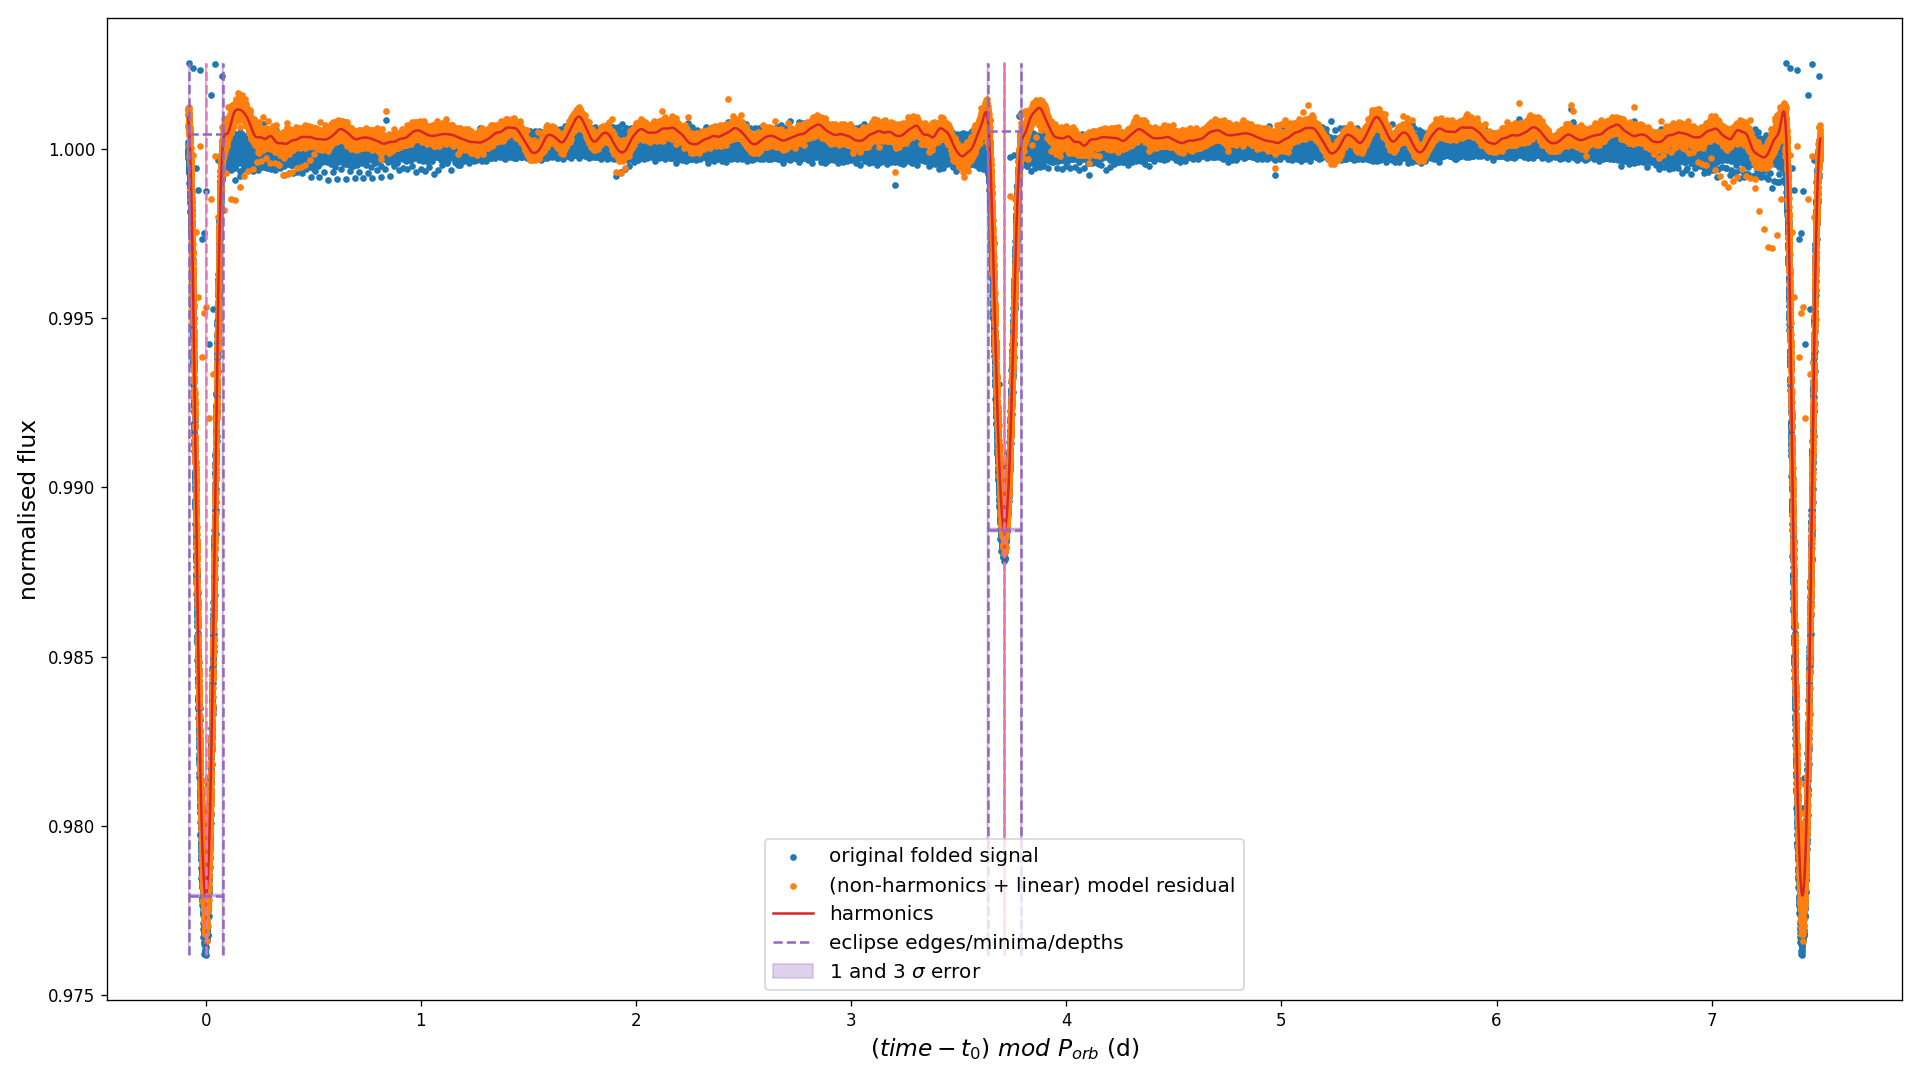 1.000
0.995
0.990
0.985
0.980
0.975
normalised flux
original folded signal
(non-harmonics + linear) model residual
harmonics
eclipse edges/minima/depths
1 and 3 σ error
0 1 2 3 4 5 6 7
(time − t₀) mod Pₒᵣᵦ (d)